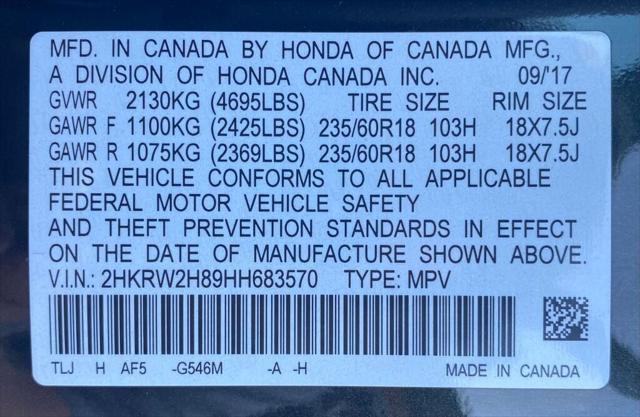 MFD. IN CANADA BY HONDA OF CANADA MFG.,
A DIVISION OF HONDA CANADA INC. 09/'17
GVWR 2130KG (4695LBS) TIRE SIZE RIM SIZE
GAWR F 1100KG (2425LBS) 235/60R18 103H 18X7.5J
GAWR R 1075KG (2369LBS) 235/60R18 103H 18X7.5J
THIS VEHICLE CONFORMS TO ALL APPLICABLE
FEDERAL MOTOR VEHICLE SAFETY
AND THEFT PREVENTION STANDARDS IN EFFECT
ON THE DATE OF MANUFACTURE SHOWN ABOVE.
V.I.N.: 2HKRW2H89HH683570 TYPE: MPV
TLJ H AF5 -G546M -A -H MADE IN CANADA